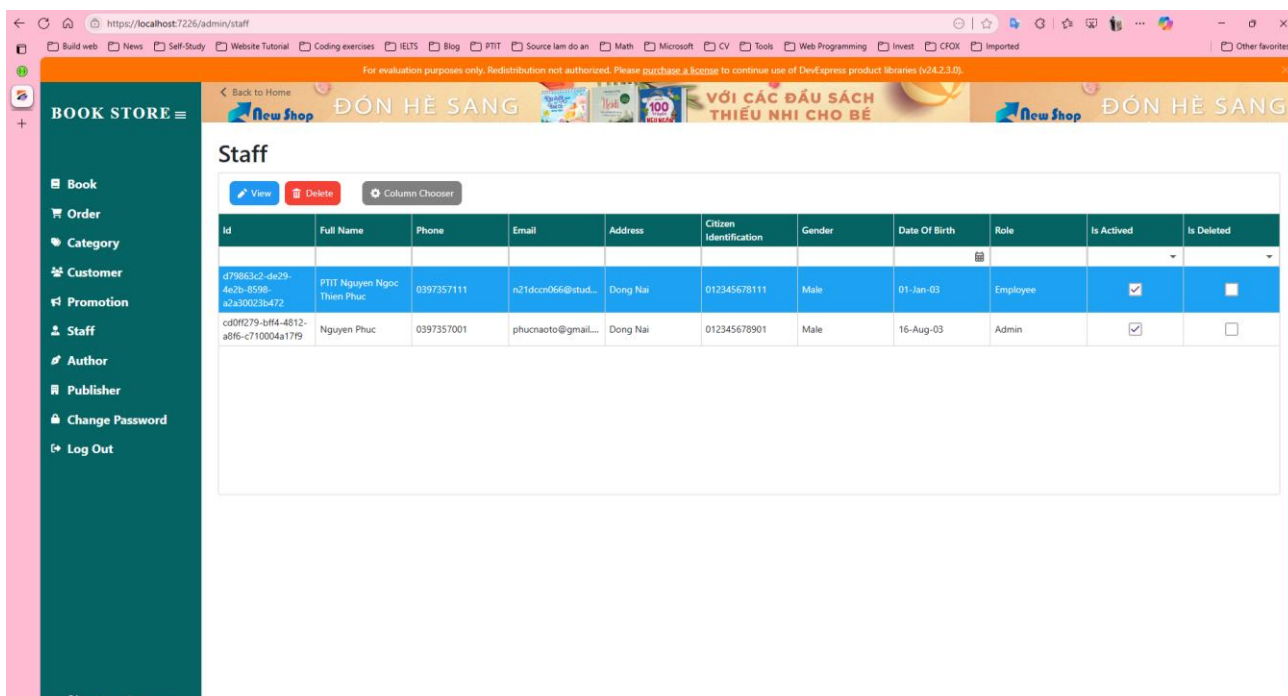 https://localhost:7226/admin/staff
Build web News Self-Study Website Tutorial Coding exercises IELTS Blog PTIT Source lam do an Math Microsoft CV Tools Web Programming Invest CFOX Imported Other favorites
For evaluation purposes only. Redistribution not authorized. Please purchase a license to continue use of DevExpress product libraries (v24.2.3.0).
BOOK STORE
Back to Home
New Shop ĐÓN HÈ SANG VỚI CÁC ĐẦU SÁCH New Shop ĐÓN HÈ SANG
THIẾU NHI CHO BÉ
Heidi
100
Staff
View Delete Column Chooser
Book
Order
Category
Customer
Promotion
Staff
Author
Publisher
Change Password
Log Out
Id Full Name Phone Email Address Citizen Identification Gender Date Of Birth Role Is Actived Is Deleted
d79863c2-de29-4e2b-8598-a2a30023b472 PTIT Nguyen Ngoc Thien Phuc 0397357111 n21dccn066@stud... Dong Nai 012345678111 Male 01-Jan-03 Employee
cd0ff279-bff4-4812-a8f6-c710004a17f9 Nguyen Phuc 0397357001 phucnaoto@gmail.... Dong Nai 012345678901 Male 16-Aug-03 Admin